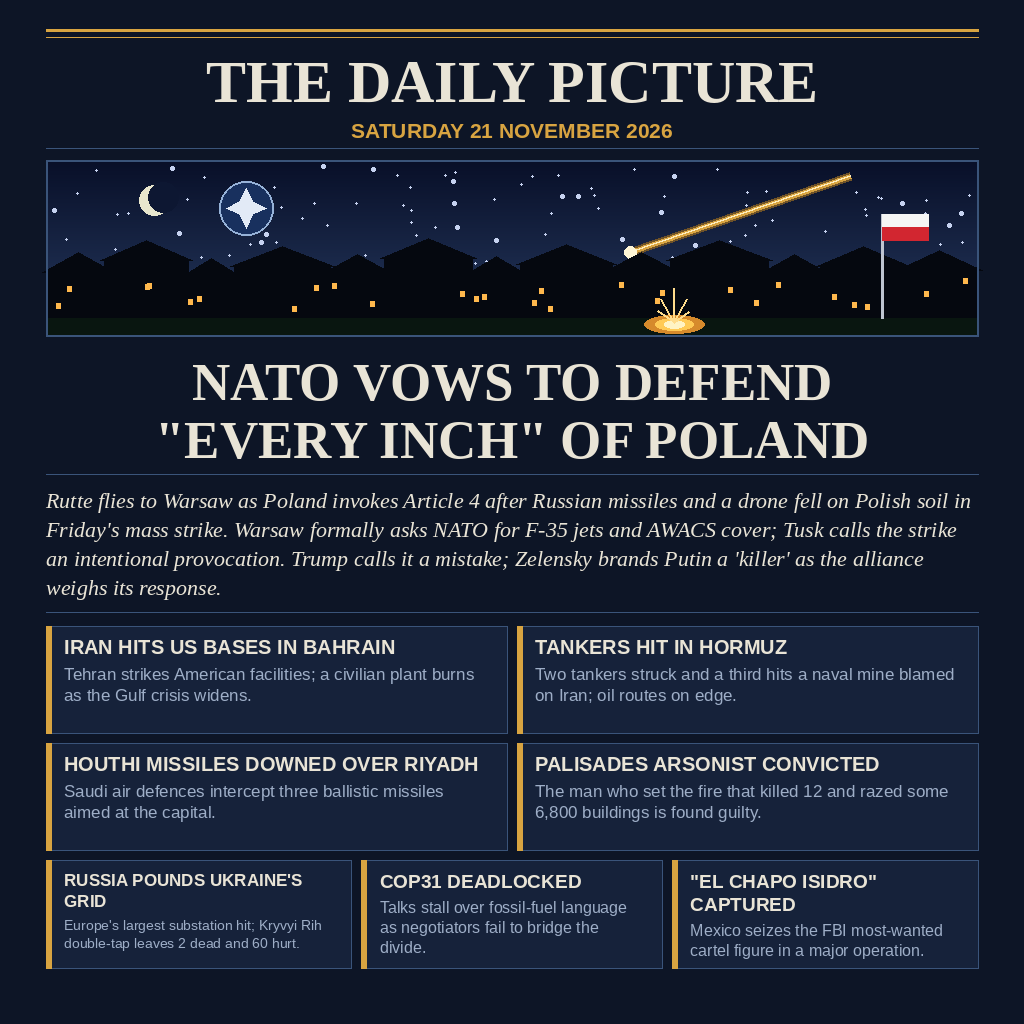 THE DAILY PICTURE
SATURDAY 21 NOVEMBER 2026
NATO VOWS TO DEFEND
"EVERY INCH" OF POLAND
Rutte flies to Warsaw as Poland invokes Article 4 after Russian missiles and a drone fell on Polish soil in
Friday's mass strike. Warsaw formally asks NATO for F-35 jets and AWACS cover; Tusk calls the strike
an intentional provocation. Trump calls it a mistake; Zelensky brands Putin a 'killer' as the alliance
weighs its response.
IRAN HITS US BASES IN BAHRAIN
Tehran strikes American facilities; a civilian plant burns
as the Gulf crisis widens.
TANKERS HIT IN HORMUZ
Two tankers struck and a third hits a naval mine blamed
on Iran; oil routes on edge.
HOUTHI MISSILES DOWNED OVER RIYADH
Saudi air defences intercept three ballistic missiles
aimed at the capital.
PALISADES ARSONIST CONVICTED
The man who set the fire that killed 12 and razed some
6,800 buildings is found guilty.
RUSSIA POUNDS UKRAINE'S
GRID
Europe's largest substation hit; Kryvyi Rih
double-tap leaves 2 dead and 60 hurt.
COP31 DEADLOCKED
Talks stall over fossil-fuel language
as negotiators fail to bridge the
divide.
"EL CHAPO ISIDRO"
CAPTURED
Mexico seizes the FBI most-wanted
cartel figure in a major operation.